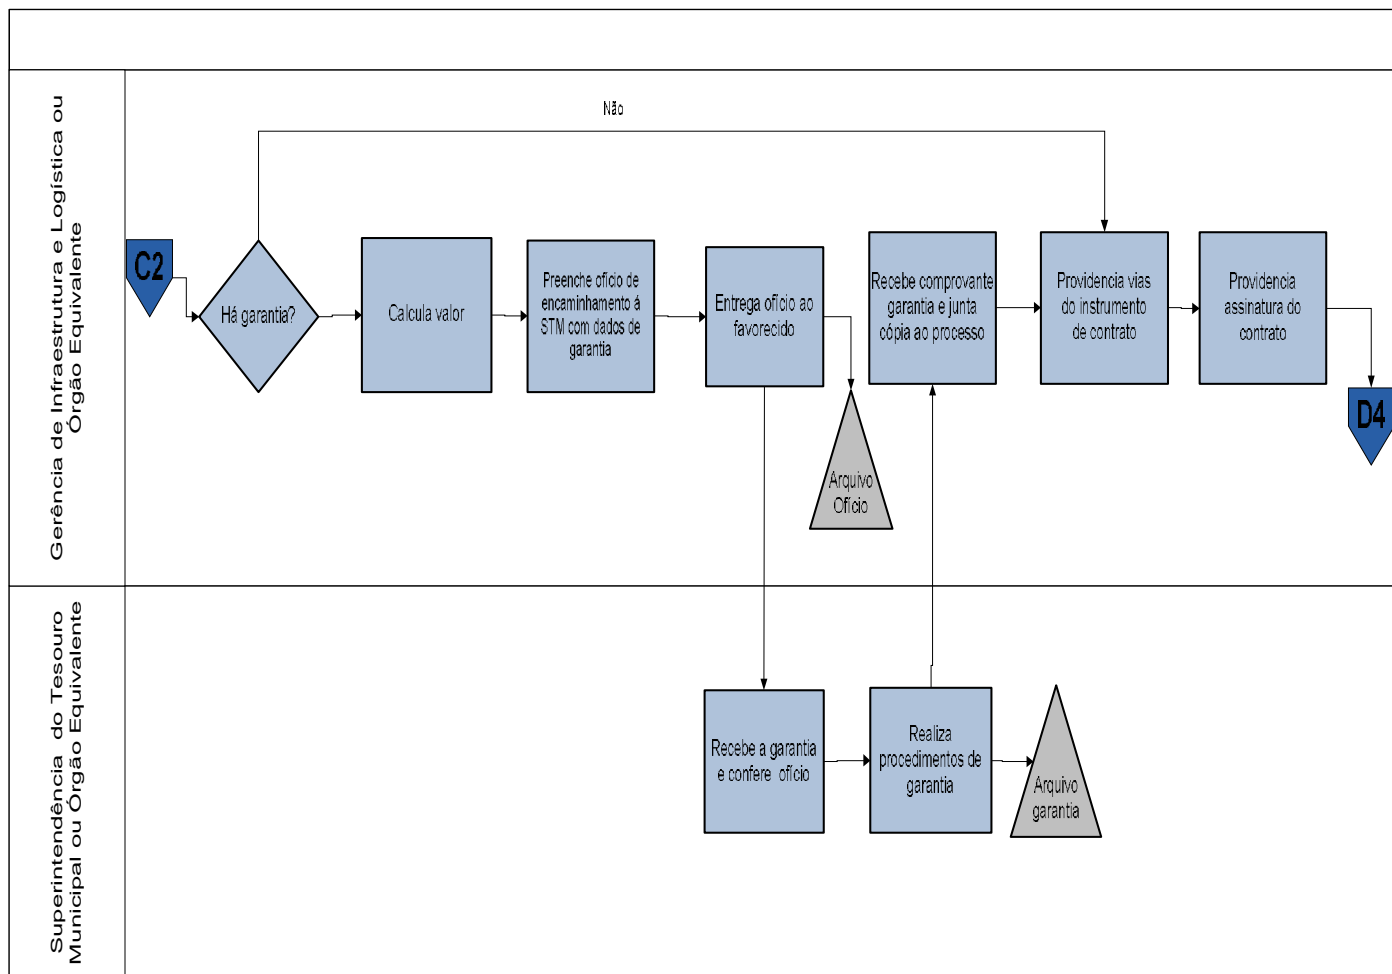 Gerência de Infraestrutura e Logística ou
Órgão Equivalente
Não
C2
Há garantia?
Calcula valor
Preenche ofício de
encaminhamento á
STM com dados de
garantia
Entrega ofício ao
favorecido
Arquivo
Ofício
Recebe comprovante
garantia e junta
cópia ao processo
Providencia vias
do instrumento
de contrato
Providencia
assinatura do
contrato
D4
Superintendência do Tesouro
Municipal ou Órgão Equivalente
Recebe a garantia
e confere ofício
Realiza
procedimentos de
garantia
Arquivo
garantia